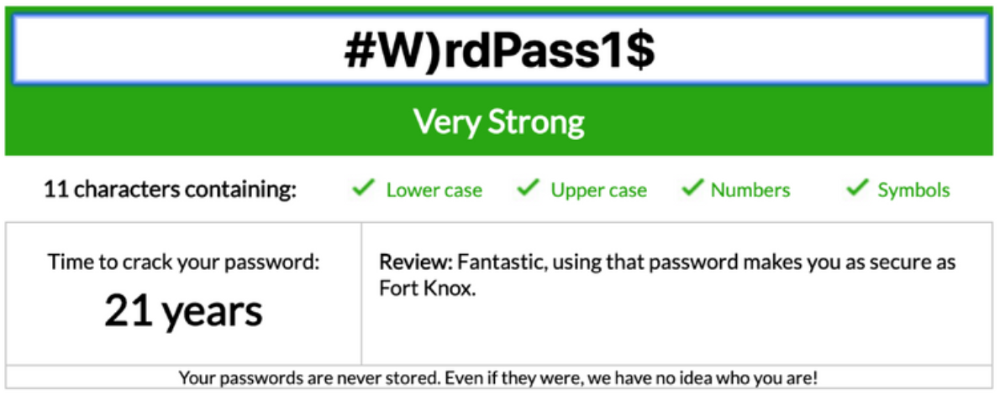 #W)rdPass1$
Very Strong
11 characters containing: Lower case Upper case Numbers Symbols
Time to crack your password:
21 years
Review: Fantastic, using that password makes you as secure as
Fort Knox.
Your passwords are never stored. Even if they were, we have no idea who you are!